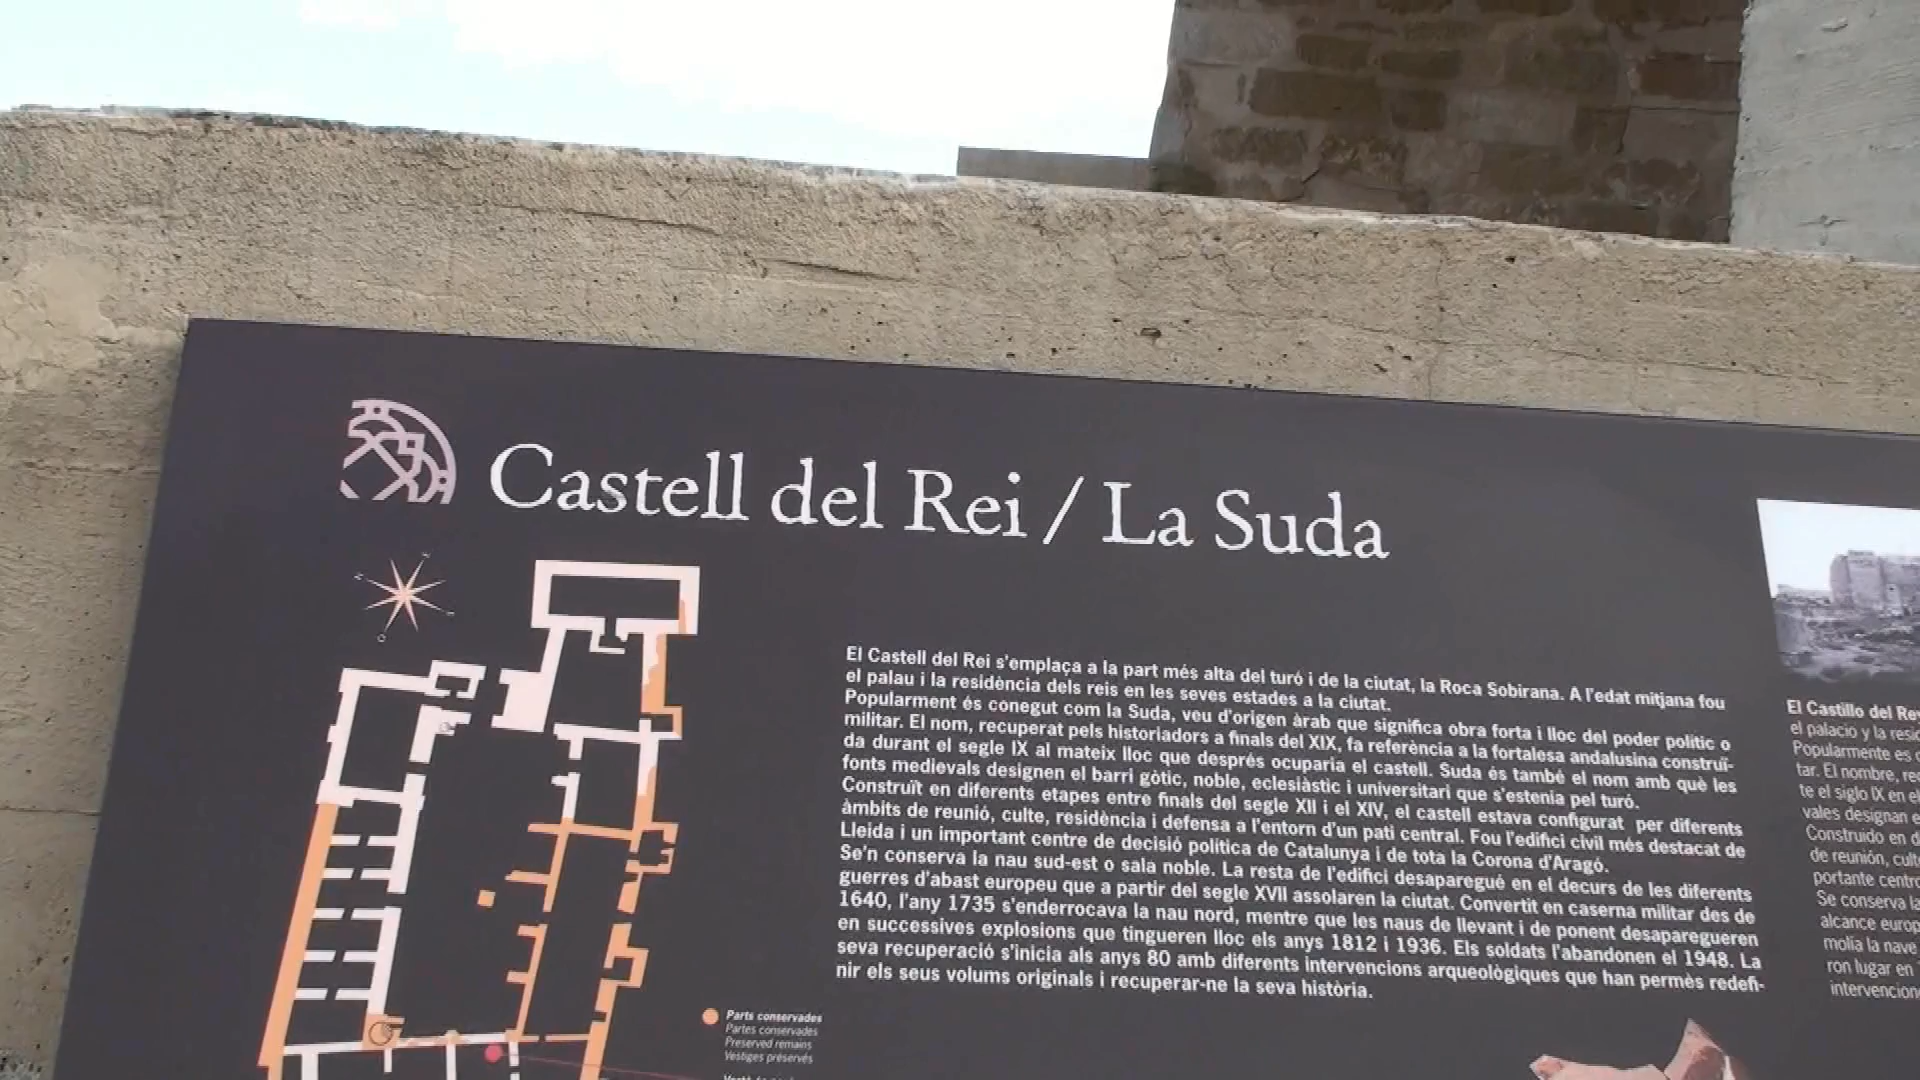 Castell del Rei / La Suda
El Castell del Rei s'emplaça a la part més alta del turó i de la ciutat, la Roca Sobirana. A l'edat mitjana fou
el palau i la residència dels reis en les seves estades a la ciutat.
Popularment és conegut com la Suda, veu d'origen àrab que significa obra forta i lloc del poder polític o
militar. El nom, recuperat pels historiadors a finals del XIX, fa referència a la fortalesa andalusina construï-
da durant el segle IX al mateix lloc que després ocuparia el castell. Suda és també el nom amb què les
fonts medievals designen el barri gòtic, noble, eclesiàstic i universitari que s'estenia pel turó.
Construït en diferents etapes entre finals del segle XII i el XIV, el castell estava configurat per diferents
àmbits de reunió, culte, residència i defensa a l'entorn d'un pati central. Fou l'edifici civil més destacat de
Lleida i un important centre de decisió política de Catalunya i de tota la Corona d'Aragó.
Se'n conserva la nau sud-est o sala noble. La resta de l'edifici desaparegué en el decurs de les diferents
guerres d'abast europeu que a partir del segle XVII assolaren la ciutat. Convertit en caserna militar des de
1640, l'any 1735 s'enderrocava la nau nord, mentre que les naus de llevant i de ponent desaparegueren
en successives explosions que tingueren lloc els anys 1812 i 1936. Els soldats l'abandonen el 1948. La
seva recuperació s'inicia als anys 80 amb diferents intervencions arqueològiques que han permès redefi-
nir els seus volums originals i recuperar-ne la seva història.
El Castillo del Rey
el palacio y la resid
Popularmente es c
tar. El nombre, rec
te el siglo IX en el
vales designan e
Construido en d
de reunión, cult
portante centro
Se conserva la
alcance europ
molía la nave
ron lugar en
intervencion
Parts conservades
Partes conservadas
Preserved remains
Vestiges préservés